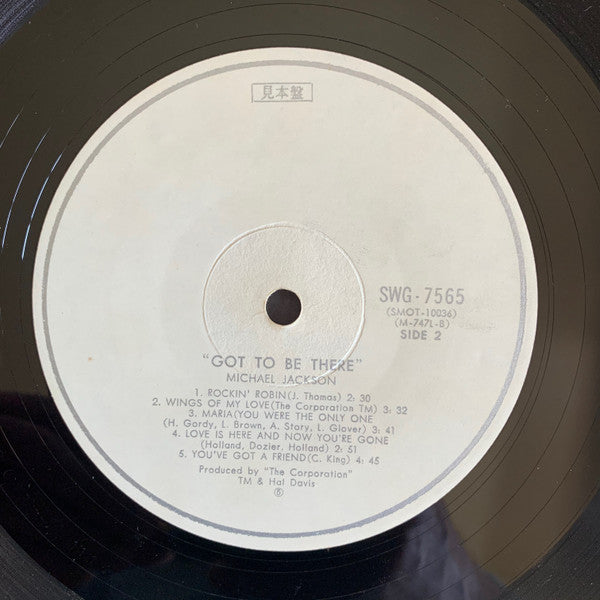 見本盤
SWG-7565
(SMOT-10036)
(M-747L-B)
SIDE 2
"GOT TO BE THERE"
MICHAEL JACKSON
1. ROCKIN' ROBIN(J. Thomas) 2: 30
2. WINGS OF MY LOVE(The Corporation TM) 3: 32
3. MARIA(YOU WERE THE ONLY ONE
(H. Gordy, L. Brown, A. Story, L. Glover) 3: 41
4. LOVE IS HERE AND NOW YOU'RE GONE
(Holland, Dozier, Holland) 2: 51
5. YOU'VE GOT A FRIEND(C. King) 4: 45
Produced by "The Corporation"
TM & Hal Davis